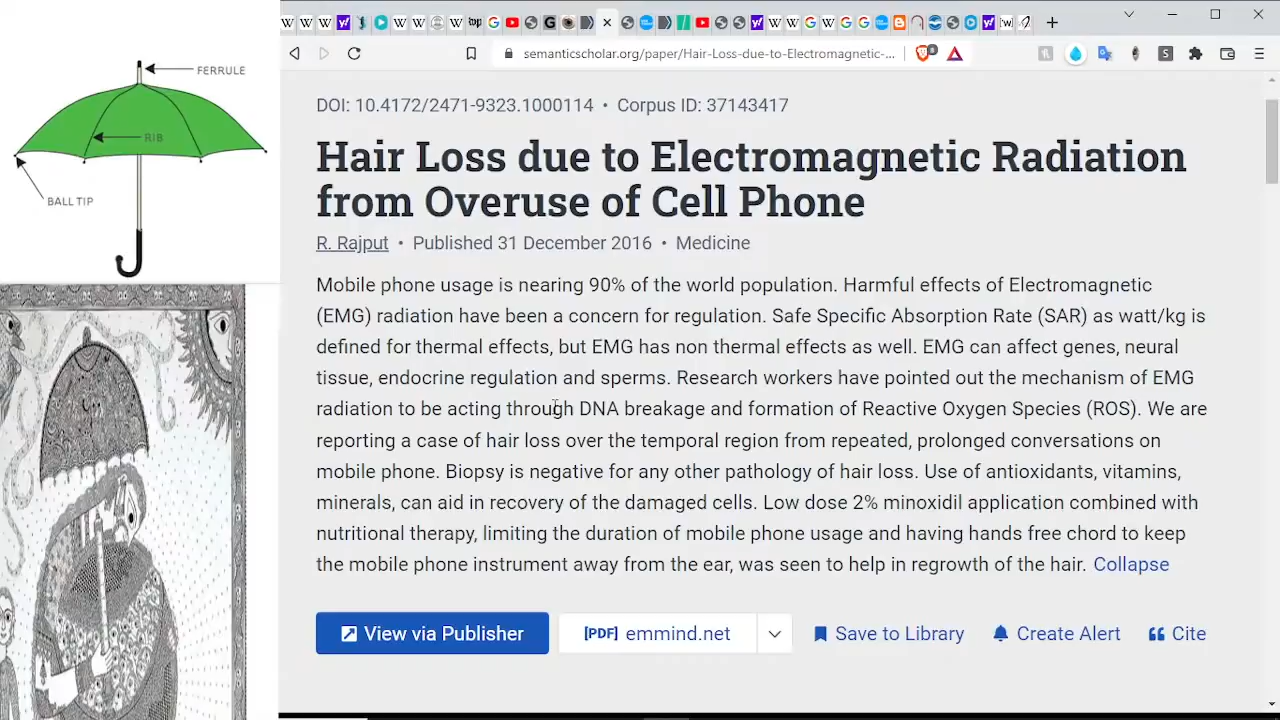 FERRULE
RIB
BALL TIP
semanticscholar.org/paper/Hair-Loss-due-to-Electromagnetic-...
DOI: 10.4172/2471-9323.1000114 • Corpus ID: 37143417
Hair Loss due to Electromagnetic Radiation
from Overuse of Cell Phone
R. Rajput • Published 31 December 2016 • Medicine
Mobile phone usage is nearing 90% of the world population. Harmful effects of Electromagnetic
(EMG) radiation have been a concern for regulation. Safe Specific Absorption Rate (SAR) as watt/kg is
defined for thermal effects, but EMG has non thermal effects as well. EMG can affect genes, neural
tissue, endocrine regulation and sperms. Research workers have pointed out the mechanism of EMG
radiation to be acting through DNA breakage and formation of Reactive Oxygen Species (ROS). We are
reporting a case of hair loss over the temporal region from repeated, prolonged conversations on
mobile phone. Biopsy is negative for any other pathology of hair loss. Use of antioxidants, vitamins,
minerals, can aid in recovery of the damaged cells. Low dose 2% minoxidil application combined with
nutritional therapy, limiting the duration of mobile phone usage and having hands free chord to keep
the mobile phone instrument away from the ear, was seen to help in regrowth of the hair. Collapse
View via Publisher
[PDF] emmind.net
Save to Library
Create Alert
Cite